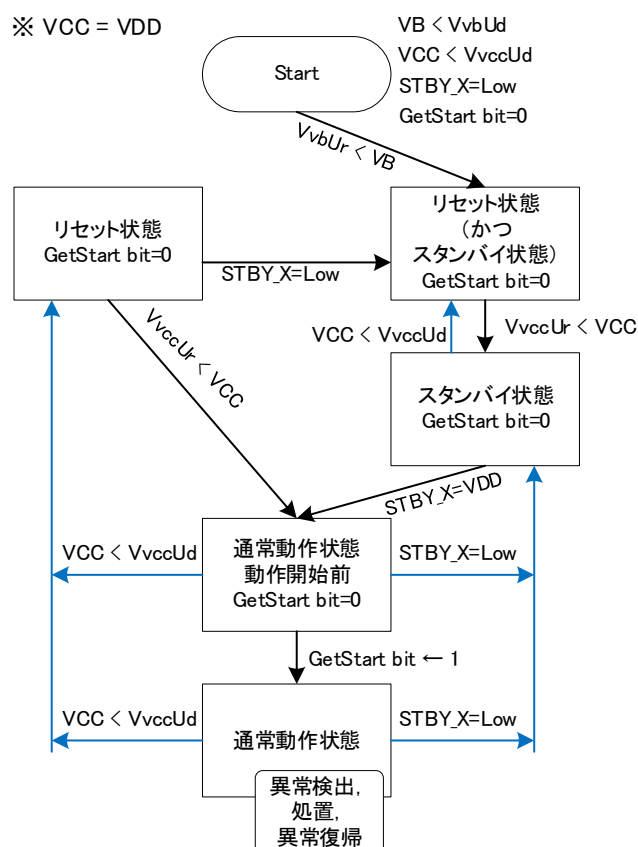 ※ VCC = VDD
VB < VvbUd
VCC < VvccUd
STBY_X=Low
GetStart bit=0
Start
VvbUr < VB
リセット状態
GetStart bit=0
STBY_X=Low
リセット状態
(かつ
スタンバイ状態)
GetStart bit=0
VCC < VvccUd
VvccUr < VCC
VvccUr < VCC
スタンバイ状態
GetStart bit=0
STBY_X=VDD
VCC < VvccUd
通常動作状態
動作開始前
GetStart bit=0
STBY_X=Low
GetStart bit ← 1
VCC < VvccUd
通常動作状態
STBY_X=Low
異常検出,
処置,
異常復帰